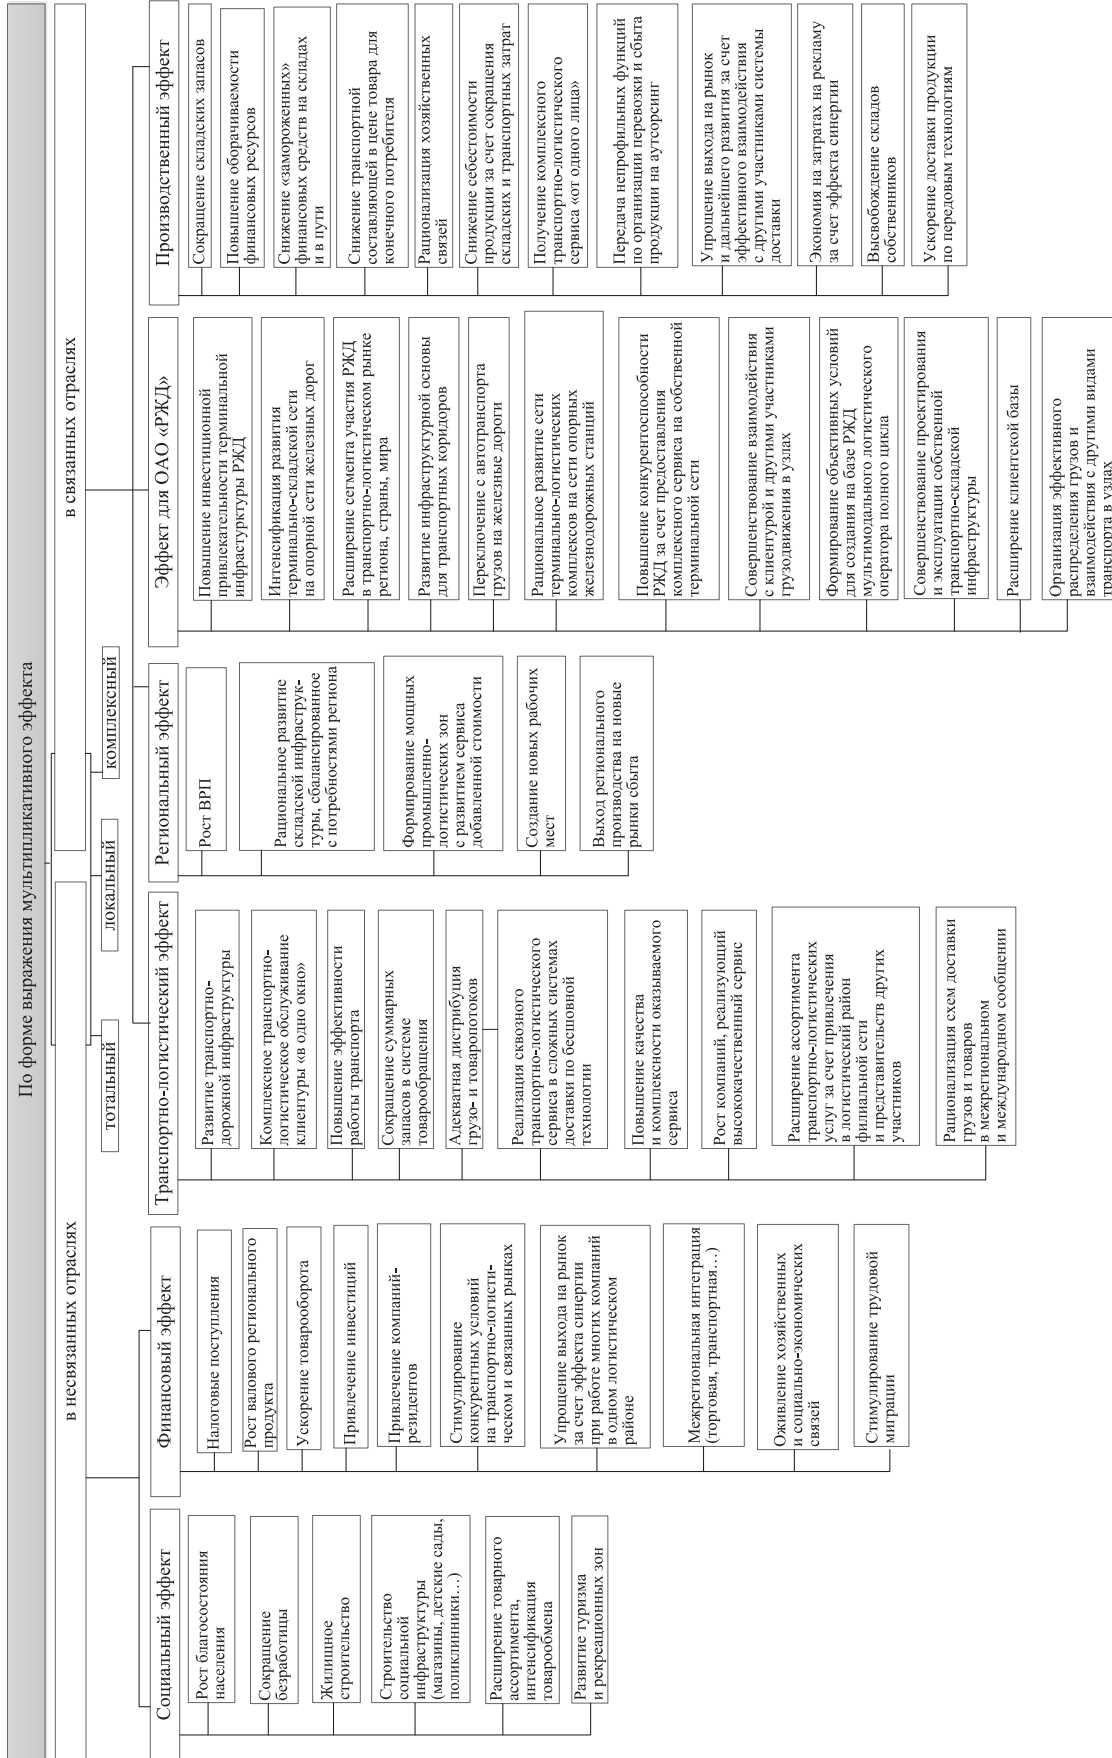 По форме выражения мультипликативного эффекта
в несвязанных отраслях
в связанных отраслях
тотальный
локальный
комплексный
Социальный эффект
Рост благосостояния
населения
Сокращение
безработицы
Жилищное
строительство
Строительство
социальной
инфраструктуры
(магазины, детские сады,
поликлинники…)
Расширение товарного
ассортимента,
интенсификация
товарообмена
Развитие туризма
и рекреационных зон
Финансовый эффект
Налоговые поступления
Рост валового регионального
продукта
Ускорение товарооборота
Привлечение инвестиций
Привлечение компаний-
резидентов
Стимулирование
конкурентных условий
на транспортно-логисти-
ческом и связанных рынках
Упрощение выхода на рынок
за счет эффекта синергии
при работе многих компаний
в одном логистическом
районе
Межрегиональная интеграция
(торговая, транспортная…)
Оживление хозяйственных
и социально-экономических
связей
Стимулирование трудовой
миграции
Транспортно-логистический эффект
Развитие транспортно-
дорожной инфраструктуры
Комплексное транспортно-
логистическое обслуживание
клиентуры «в одно окно»
Повышение эффективности
работы транспорта
Сокращение суммарных
запасов в системе
товарообращения
Адекватная дистрибуция
грузо- и товаропотоков
Реализация сквозного
транспортно-логистического
сервиса в сложных системах
доставки по бесшовной
технологии
Повышение качества
и комплексности оказываемого
сервиса
Рост компаний, реализующий
высококачественный сервис
Расширение ассортимента
транспортно-логистических
услуг за счет привлечения
в логистический район
филиальной сети
и представительств других
участников
Рационализация схем доставки
грузов и товаров
в межрегиональном
и международном сообщении
Региональный эффект
Рост ВРП
Рациональное развитие
складской инфраструк-
туры, сбалансированное
с потребностями региона
Формирование мощных
промышленно-
логистических зон
с развитием сервиса
добавленной стоимости
Создание новых рабочих
мест
Выход регионального
производства на новые
рынки сбыта
Эффект для ОАО «РЖД»
Повышение инвестиционной
привлекательности терминальной
инфрастурктуры РЖД
Интенсификация развития
терминально-складской сети
на опорной сети железных дорог
Расширение сегмента участия РЖД
в транспортно-логистическом рынке
региона, страны, мира
Развитие инфраструктурной основы
для транспортных коридоров
Переключение с автотранспорта
грузов на железные дороги
Рациональное развитие сети
терминально-логистических
комплексов на сети опорных
железнодорожных станций
Повышение конкурентоспособности
РЖД за счет предоставления
комплексного сервиса на собственной
терминальной сети
Совершенствование взаимодействия
с клиентурой и другими участниками
грузодвижения в узлах
Формирование объективных условий
для создания на базе РЖД
мультимодального логистического
оператора полного цикла
Совершенствование проектирования
и эксплуатации собственной
транспортно-складской
инфраструктуры
Расширение клиентской базы
Организация эффективного
распределения грузов и
взаимодействия с другими видами
транспорта в узлах
Производственный эффект
Сокращение складских запасов
Повышение оборачиваемости
финансовых ресурсов
Снижение «замороженных»
финансовых средств на складах
и в пути
Снижение транспортной
составляющей в цене товара для
конечного потребителя
Рационализация хозяйственных
связей
Снижение себестоимости
продукции за счет сокращения
складских и транспортных затрат
Получение комплексного
транспортно-логистического
сервиса «от одного лица»
Передача непрофильных функций
по организации перевозки и сбыта
продукции на аутсорсинг
Упрощение выхода на рынок
и дальнейшего развития за счет
эффективного взаимодействия
с другими участниками системы
доставки
Экономия на затратах на рекламу
за счет эффекта синергии
Высвобождение складов
собственников
Ускорение доставки продукции
по передовым технологиям